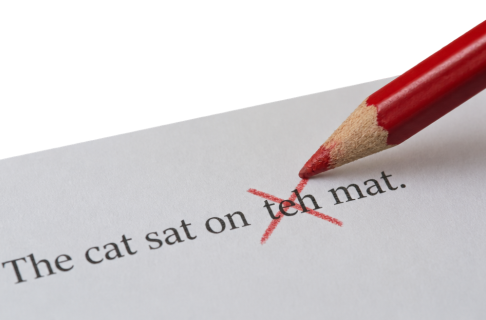 The cat sat on teh mat.